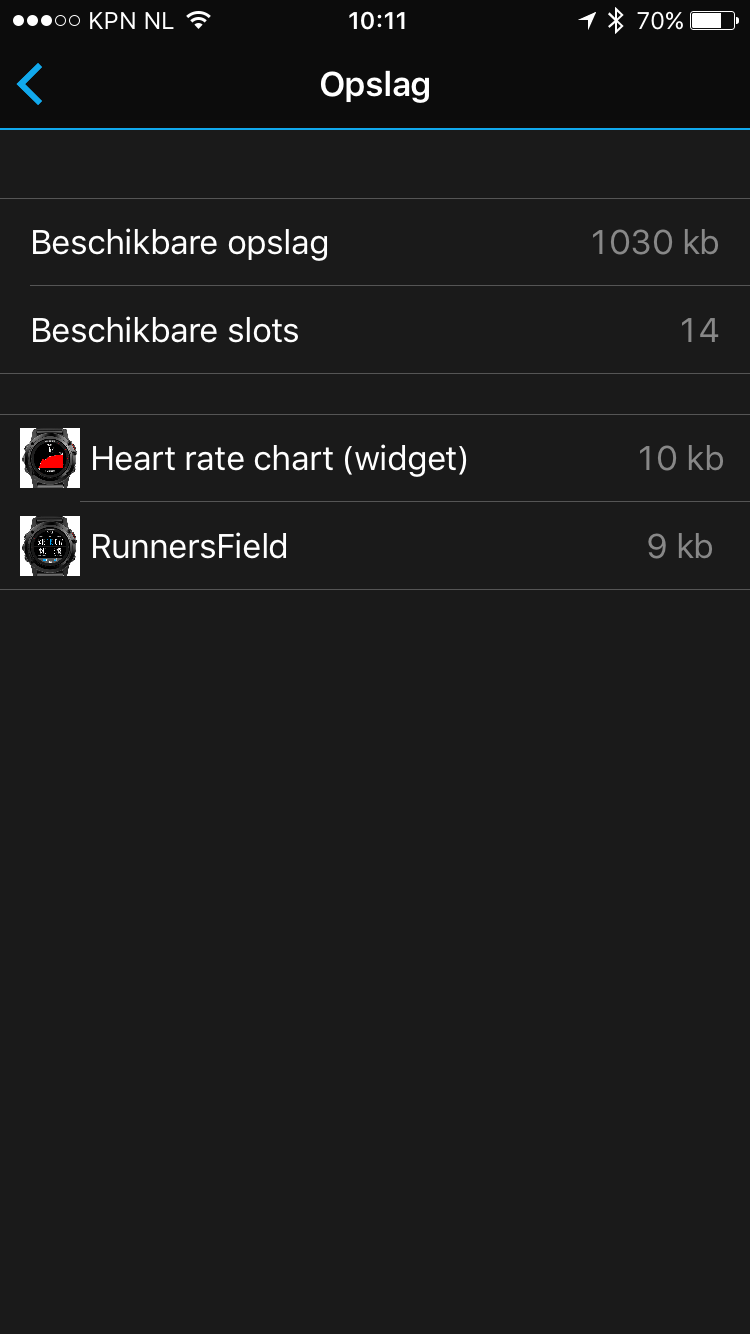 KPN NL 10:11 70%
Opslag
Beschikbare opslag 1030 kb
Beschikbare slots 14
Heart rate chart (widget) 10 kb
RunnersField 9 kb